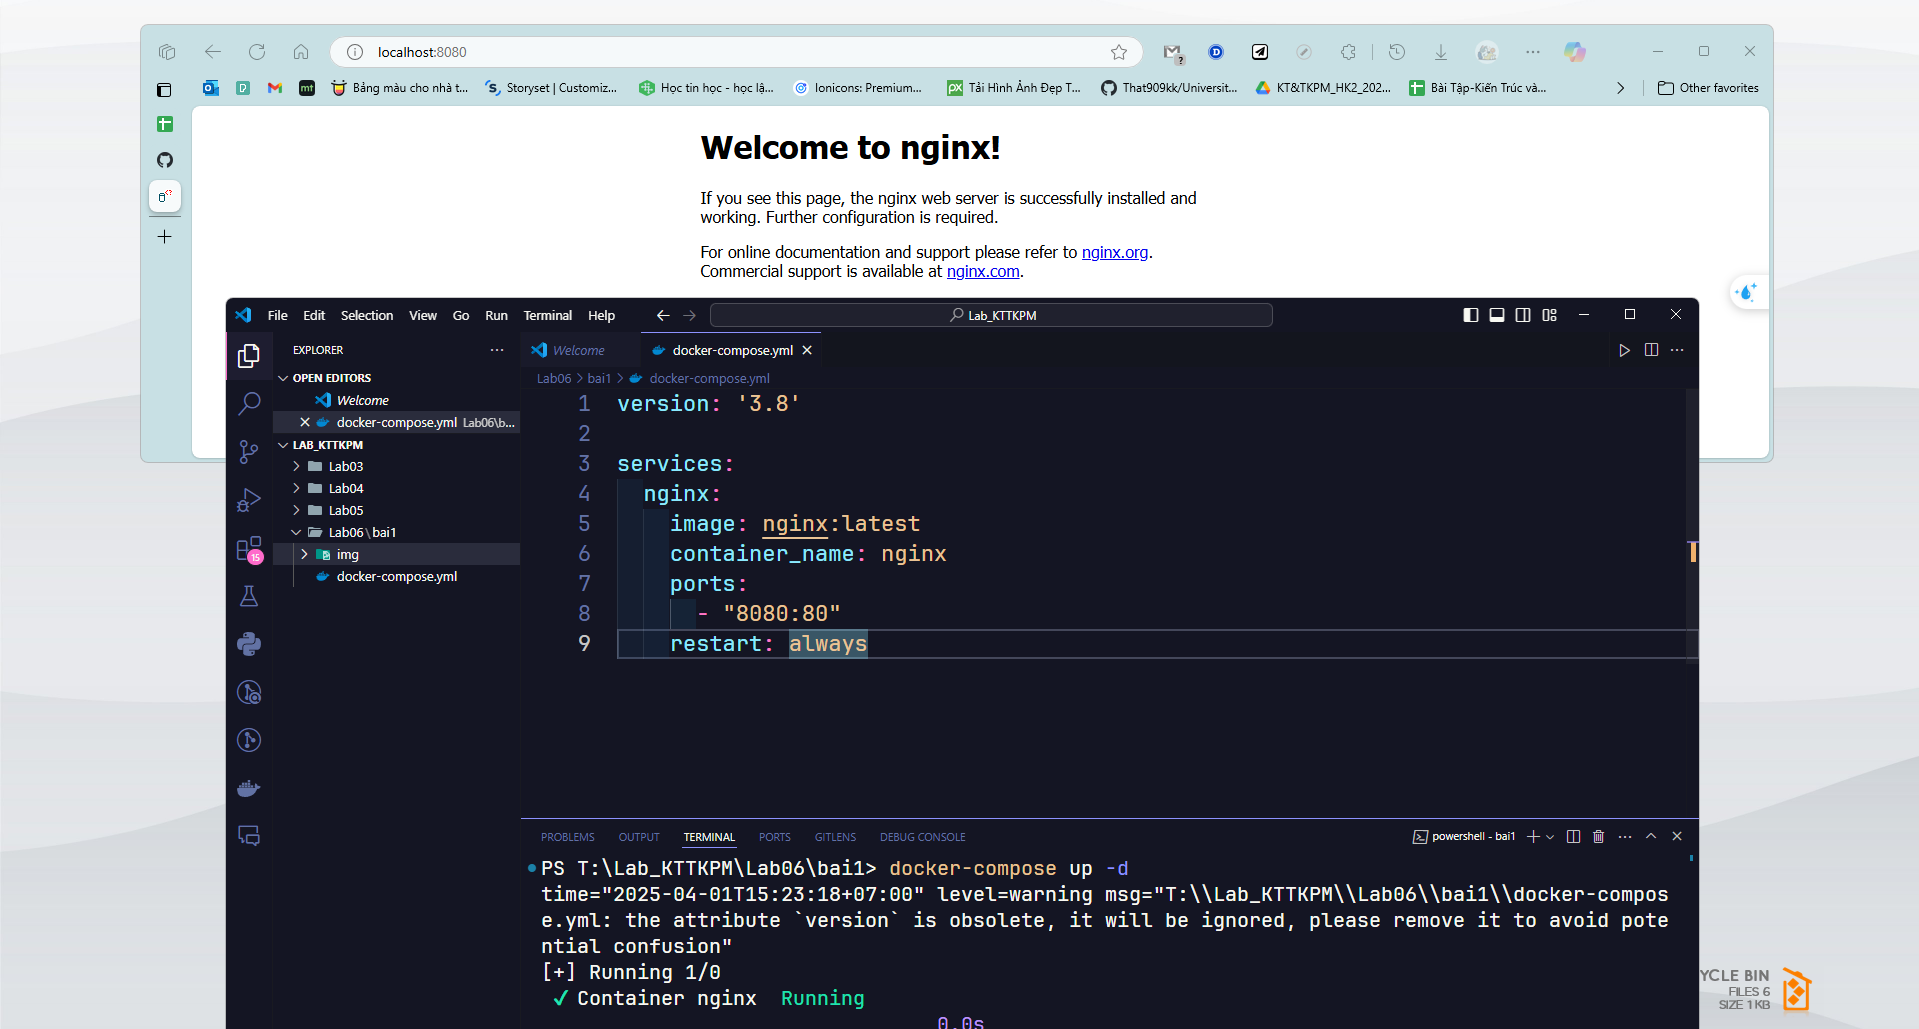 localhost:8080
Bảng màu cho nhà t...
Storyset | Customiz...
Học tin học - học lậ...
Ionicons: Premium...
Tải Hình Ảnh Đẹp T...
That909kk/Universit...
KT&TKPM_HK2_202...
Bài Tập-Kiến Trúc và...
Other favorites
Welcome to nginx!
If you see this page, the nginx web server is successfully installed and
working. Further configuration is required.
For online documentation and support please refer to nginx.org.
Commercial support is available at nginx.com.
File Edit Selection View Go Run Terminal Help
Lab_KTTKPM
EXPLORER
OPEN EDITORS
Welcome
docker-compose.yml Lab06\b...
LAB_KTTKPM
Lab03
Lab04
Lab05
Lab06\bai1
img
docker-compose.yml
15
Welcome
docker-compose.yml
Lab06 > bai1 > docker-compose.yml
1 version: '3.8'
2
3 services:
4 nginx:
5 image: nginx:latest
6 container_name: nginx
7 ports:
8 - "8080:80"
9 restart: always
PROBLEMS OUTPUT TERMINAL PORTS GITLENS DEBUG CONSOLE
powershell - bai1
PS T:\Lab_KTTKPM\Lab06\bai1> docker-compose up -d
time="2025-04-01T15:23:18+07:00" level=warning msg="T:\\Lab_KTTKPM\\Lab06\\bai1\\docker-compos
e.yml: the attribute `version` is obsolete, it will be ignored, please remove it to avoid pote
ntial confusion"
[+] Running 1/0
✓ Container nginx Running
0.0s
YCLE BIN
FILES 6
SIZE 1 KB